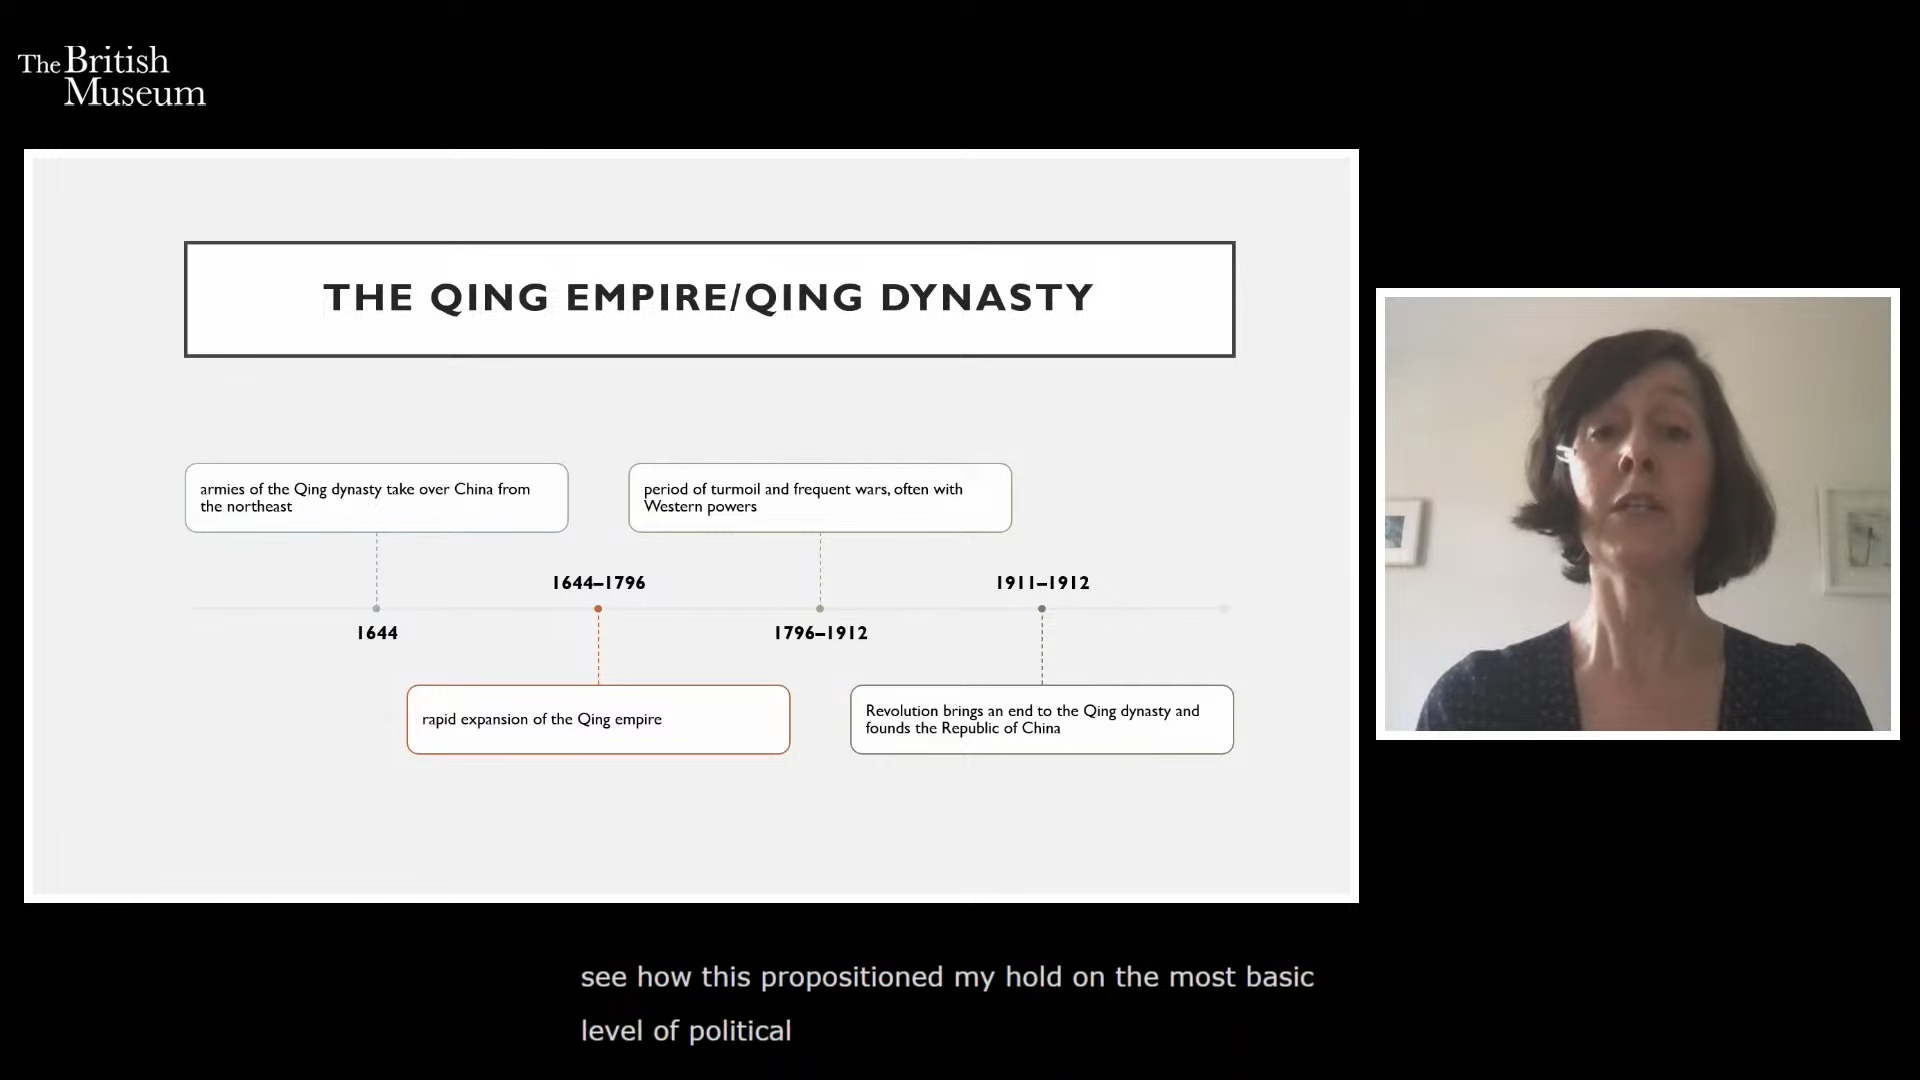 The British
Museum
THE QING EMPIRE/QING DYNASTY
armies of the Qing dynasty take over China from
the northeast
period of turmoil and frequent wars, often with
Western powers
1644–1796
1911–1912
1644
1796–1912
rapid expansion of the Qing empire
Revolution brings an end to the Qing dynasty and
founds the Republic of China
see how this propositioned my hold on the most basic
level of political